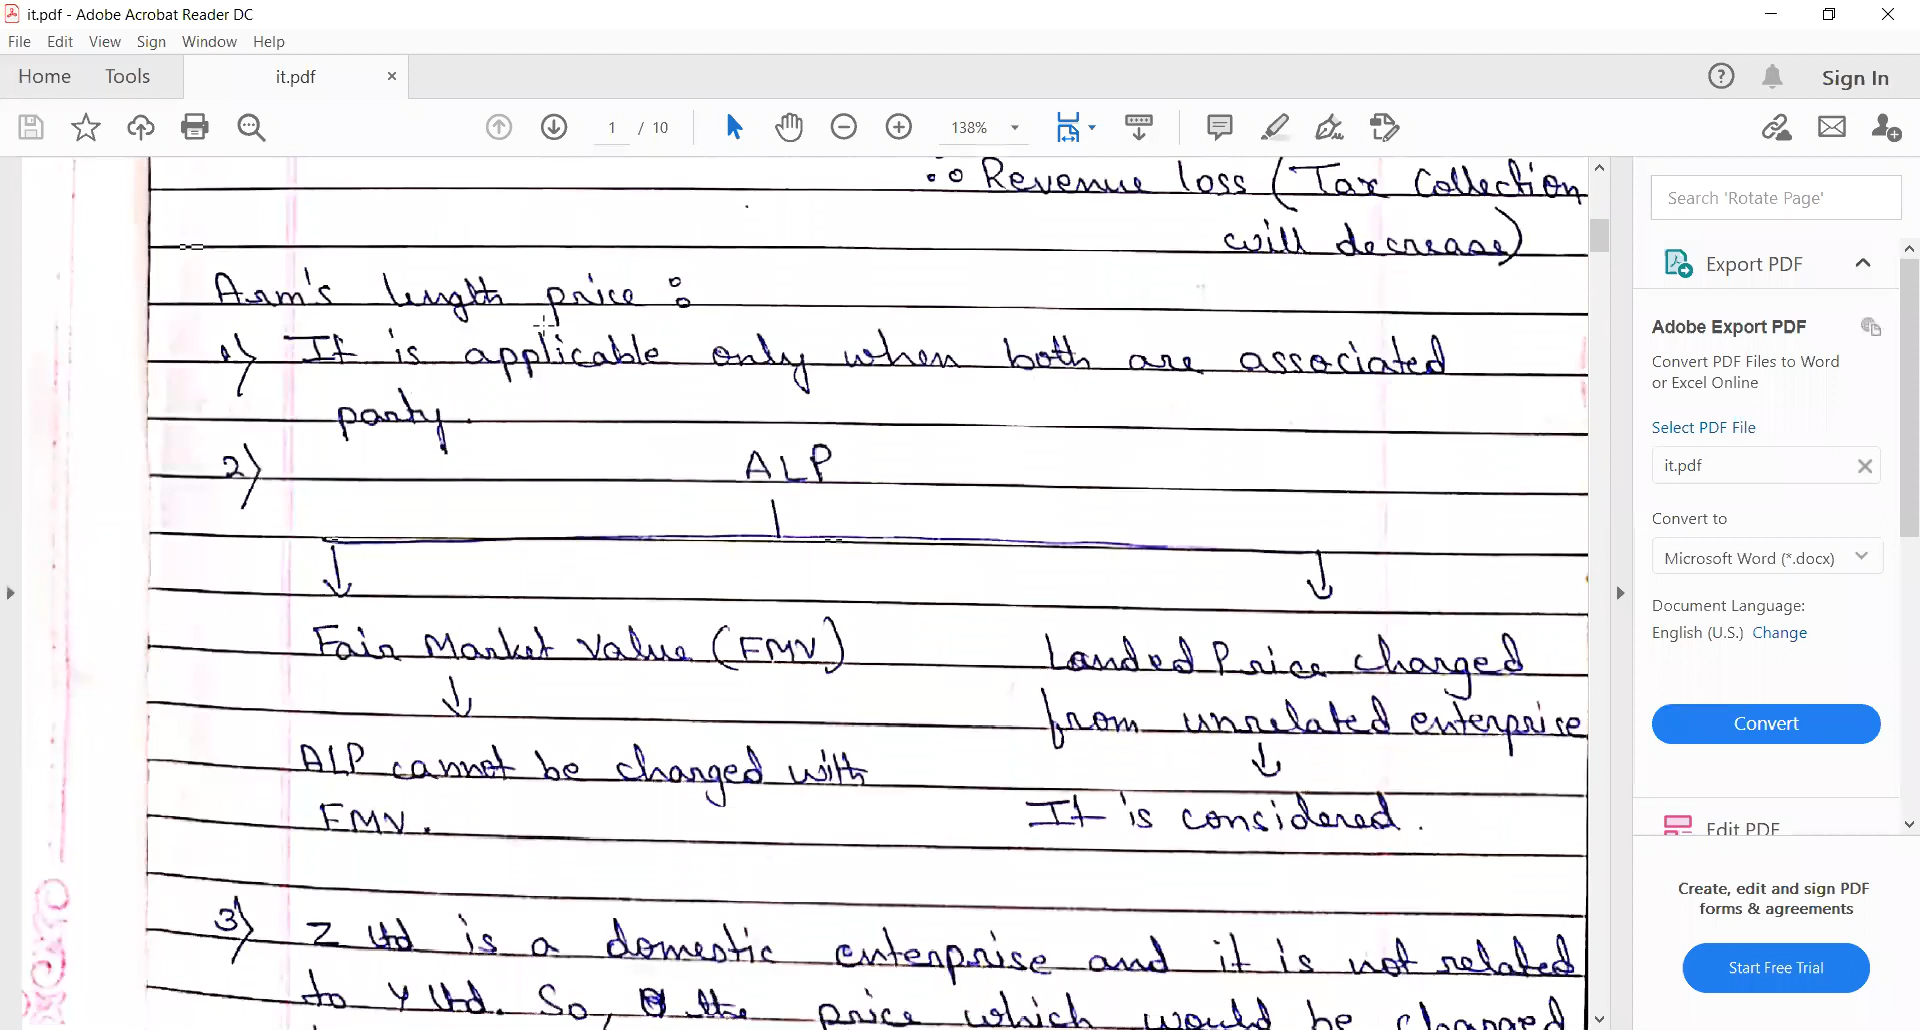 it.pdf - Adobe Acrobat Reader DC
File Edit View Sign Window Help
Home Tools it.pdf × Sign In
1 / 10 138%
∴ Revenue loss (Tax Collection
will decrease)
Arm's length price :
1) It is applicable only when both are associated
party.
2) ALP
Fair Market Value (FMV)
ALP cannot be charged with
FMV.
Landed Price charged
from unrelated enterprise
It is considered.
3) Z Ltd is a domestic enterprise and it is not related
to Y Ltd. So, the price which would be charged
Search 'Rotate Page'
Export PDF
Adobe Export PDF
Convert PDF Files to Word
or Excel Online
Select PDF File
it.pdf
Convert to
Microsoft Word (*.docx)
Document Language:
English (U.S.) Change
Convert
Edit PDF
Create, edit and sign PDF
forms & agreements
Start Free Trial